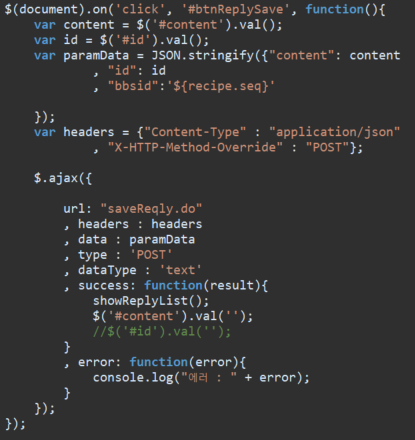 $(document).on('click', '#btnReplySave', function(){
var content = $('#content').val();
var id = $('#id').val();
var paramData = JSON.stringify({"content": content
, "id": id
, "bbsid":'${recipe.seq}'
});
var headers = {"Content-Type" : "application/json"
, "X-HTTP-Method-Override" : "POST"};
$.ajax({
url: "saveReqly.do"
, headers : headers
, data : paramData
, type : 'POST'
, dataType : 'text'
, success: function(result){
showReplyList();
$('#content').val('');
//$('#id').val('');
}
, error: function(error){
console.log("에러 : " + error);
}
});
});